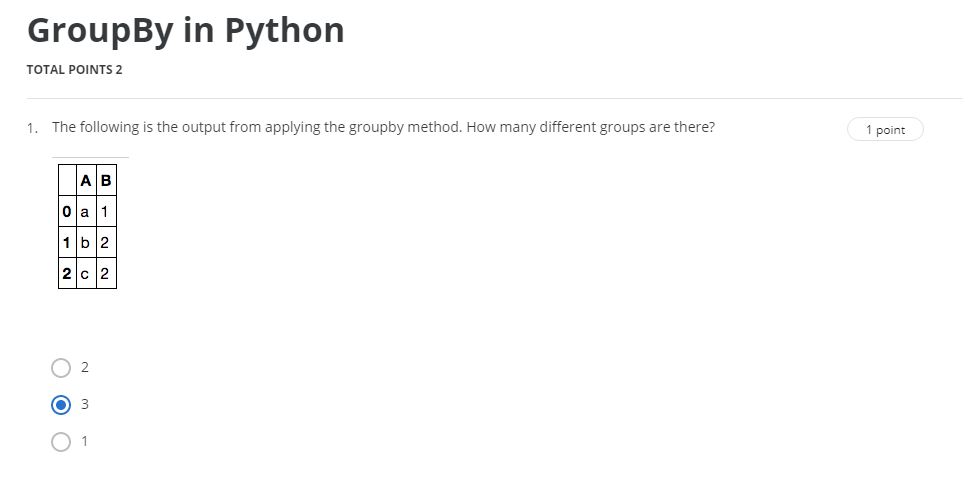 GroupBy in Python
TOTAL POINTS 2
1. The following is the output from applying the groupby method. How many different groups are there?
1 point
A B
0 a 1
1 b 2
2 c 2
2
3
1